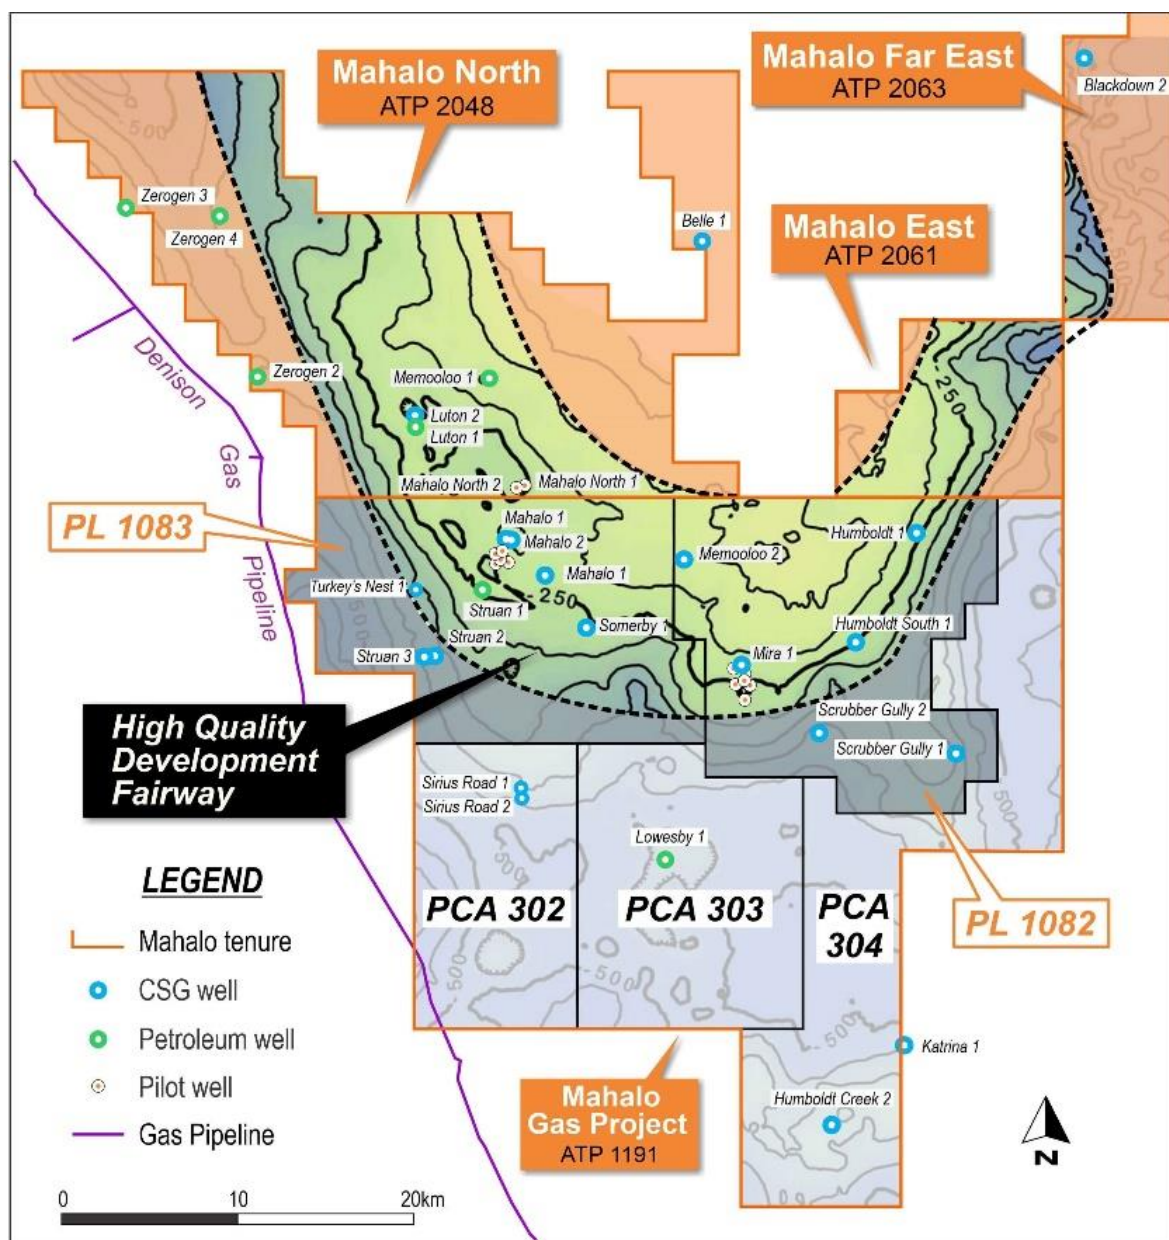 Mahalo North
ATP 2048
Mahalo Far East
ATP 2063
Blackdown 2
-500
Zerogen 3
Zerogen 4
Belle 1
Mahalo East
ATP 2061
Denison
Gas
Pipeline
Zerogen 2
Memooloo 1
Luton 2
Luton 1
-250
-500
Mahalo North 2
Mahalo North 1
PL 1083
Mahalo 1
Mahalo 2
Mahalo 1
Memooloo 2
Humboldt 1
Turkey's Nest 1
Struan 1
-250
Somerby 1
Humboldt South 1
Struan 2
Struan 3
Mira 1
High Quality
Development
Fairway
Scrubber Gully 2
Scrubber Gully 1
-500
Sirius Road 1
Sirius Road 2
Lowesby 1
PCA 302
PCA 303
PCA
304
PL 1082
-500
-500
-500
LEGEND
Mahalo tenure
CSG well
Petroleum well
Pilot well
Gas Pipeline
Katrina 1
Mahalo
Gas Project
ATP 1191
Humboldt Creek 2
N
0 10 20km